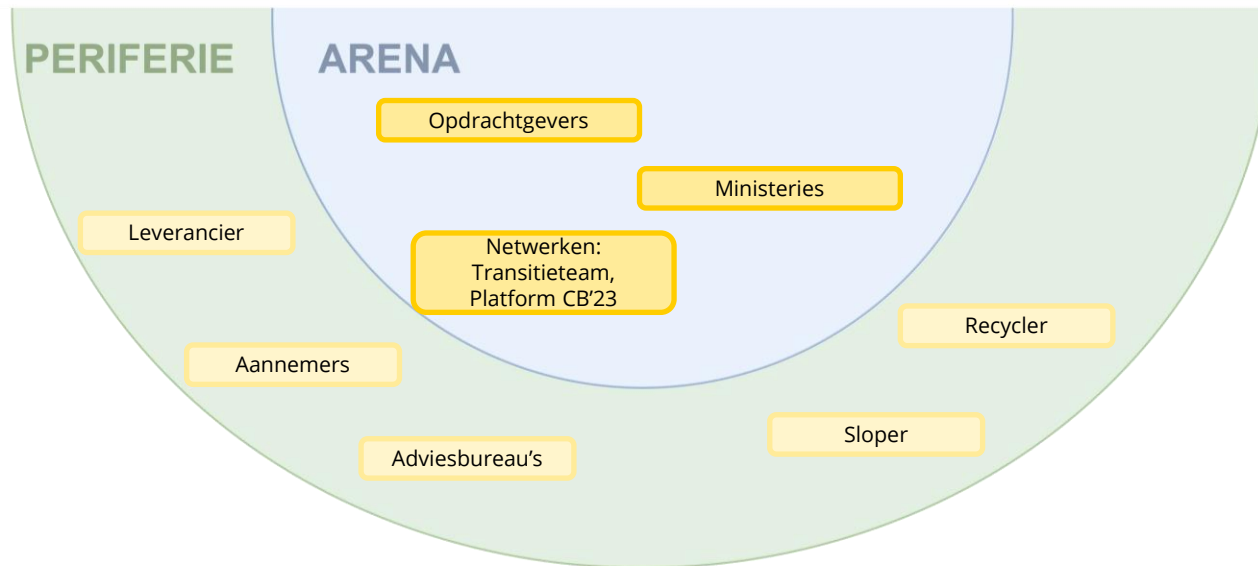 PERIFERIE
ARENA
Opdrachtgevers
Ministeries
Leverancier
Netwerken:
Transitieteam,
Platform CB’23
Recycler
Aannemers
Sloper
Adviesbureau’s